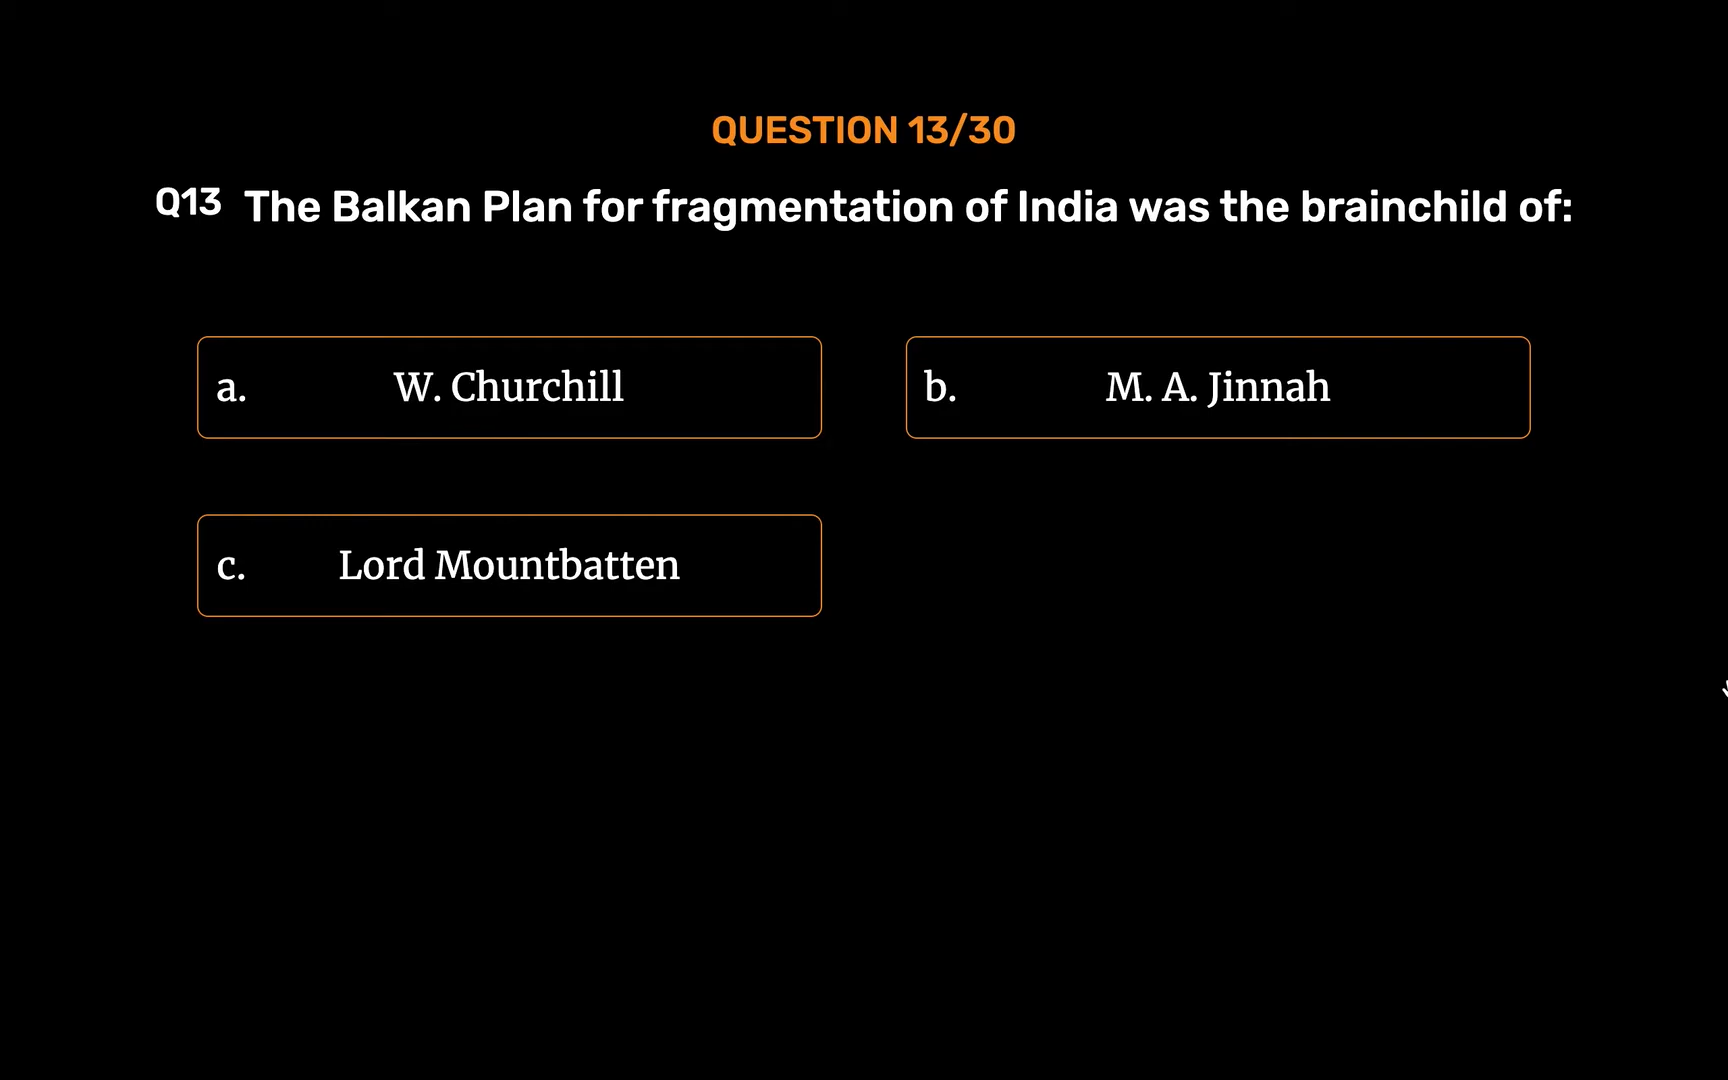 QUESTION 13/30
Q13 The Balkan Plan for fragmentation of India was the brainchild of:
a. W. Churchill
b. M. A. Jinnah
c. Lord Mountbatten